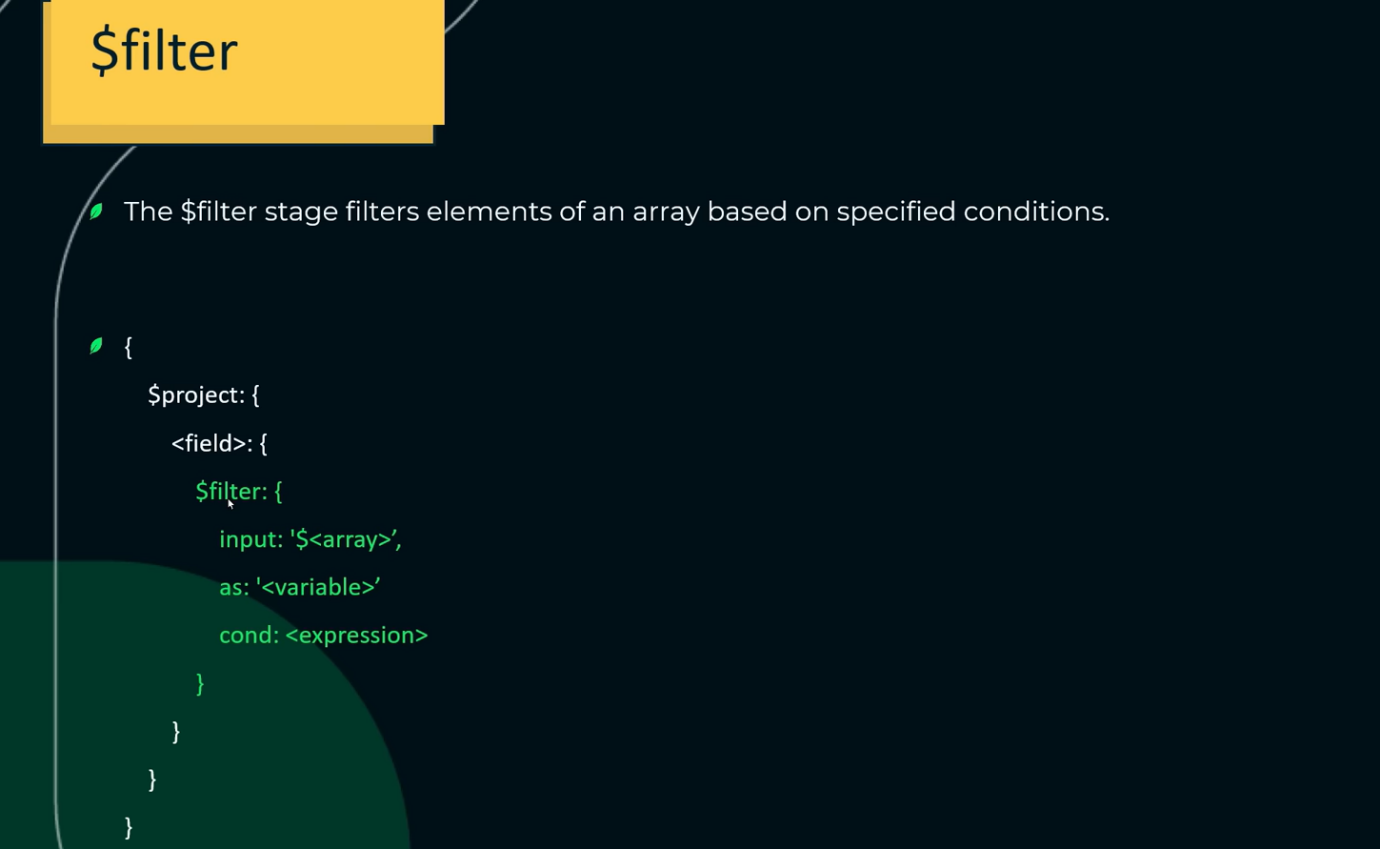 $filter
The $filter stage filters elements of an array based on specified conditions.
{
$project: {
<field>: {
$filter: {
input: '$<array>’,
as: '<variable>’
cond: <expression>
}
}
}
}